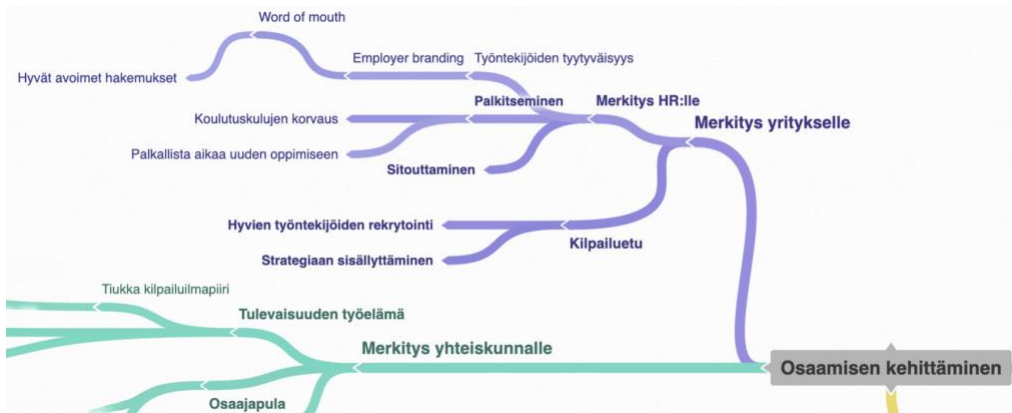 Word of mouth
Employer branding
Työntekijöiden tyytyväisyys
Hyvät avoimet hakemukset
Palkitseminen
Merkitys HR:lle
Koulutuskulujen korvaus
Merkitys yritykselle
Palkallista aikaa uuden oppimiseen
Sitouttaminen
Hyvien työntekijöiden rekrytointi
Kilpailuetu
Strategiaan sisällyttäminen
Tiukka kilpailuilmapiiri
Tulevaisuuden työelämä
Merkitys yhteiskunnalle
Osaamisen kehittäminen
Osaajapula